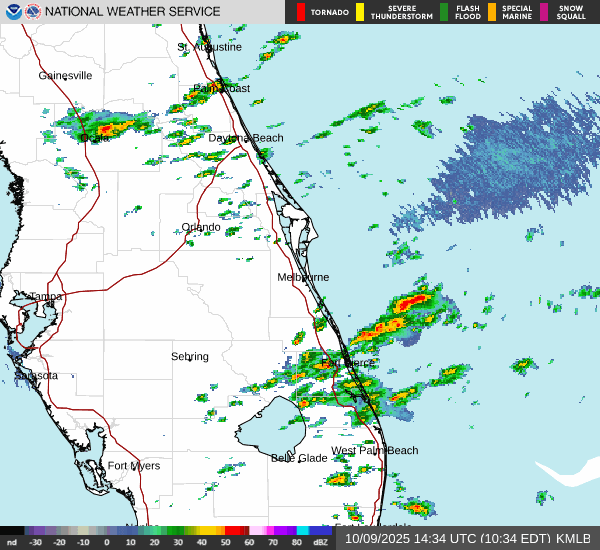 NATIONAL WEATHER SERVICE
TORNADO
SEVERE THUNDERSTORM
FLASH FLOOD
SPECIAL MARINE
SNOW SQUALL
St. Augustine
Gainesville
Palm Coast
Ocala
Daytona Beach
Orlando
Melbourne
Tampa
Sebring
Fort Pierce
Sarasota
West Palm Beach
Belle Glade
Fort Myers
nd -30 -20 -10 0 10 20 30 40 50 60 70 80 dBZ
10/09/2025 14:34 UTC (10:34 EDT) KMLB